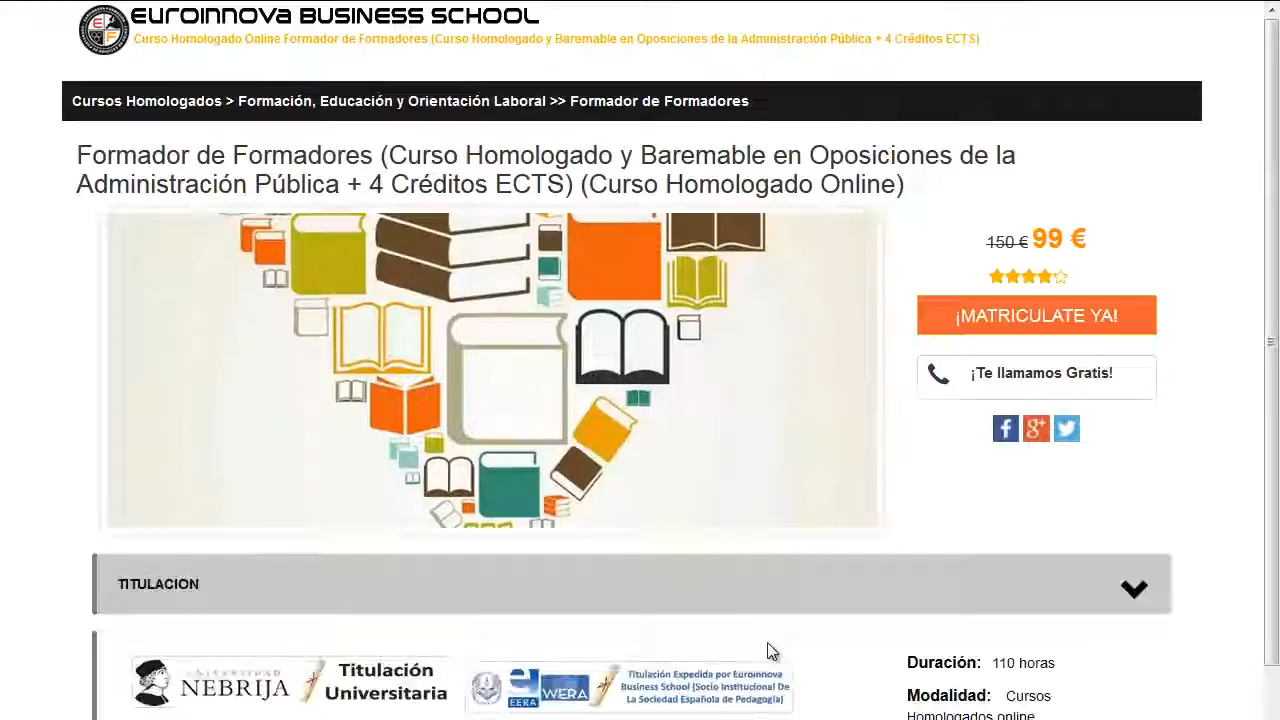 EUROINNOVA BUSINESS SCHOOL
Curso Homologado Online Formador de Formadores (Curso Homologado y Baremable en Oposiciones de la Administración Pública + 4 Créditos ECTS)
Cursos Homologados > Formación, Educación y Orientación Laboral >> Formador de Formadores
Formador de Formadores (Curso Homologado y Baremable en Oposiciones de la
Administración Pública + 4 Créditos ECTS) (Curso Homologado Online)
150 € 99 €
¡MATRICULATE YA!
¡Te llamamos Gratis!
TITULACION
UNIVERSIDAD
NEBRIJA
Titulación
Universitaria
EERA
WERA
Titulación Expedida por Euroinnova
Business School (Socio Institucional De
La Sociedad Española de Pedagogía)
Duración: 110 horas
Modalidad: Cursos
Homologados online